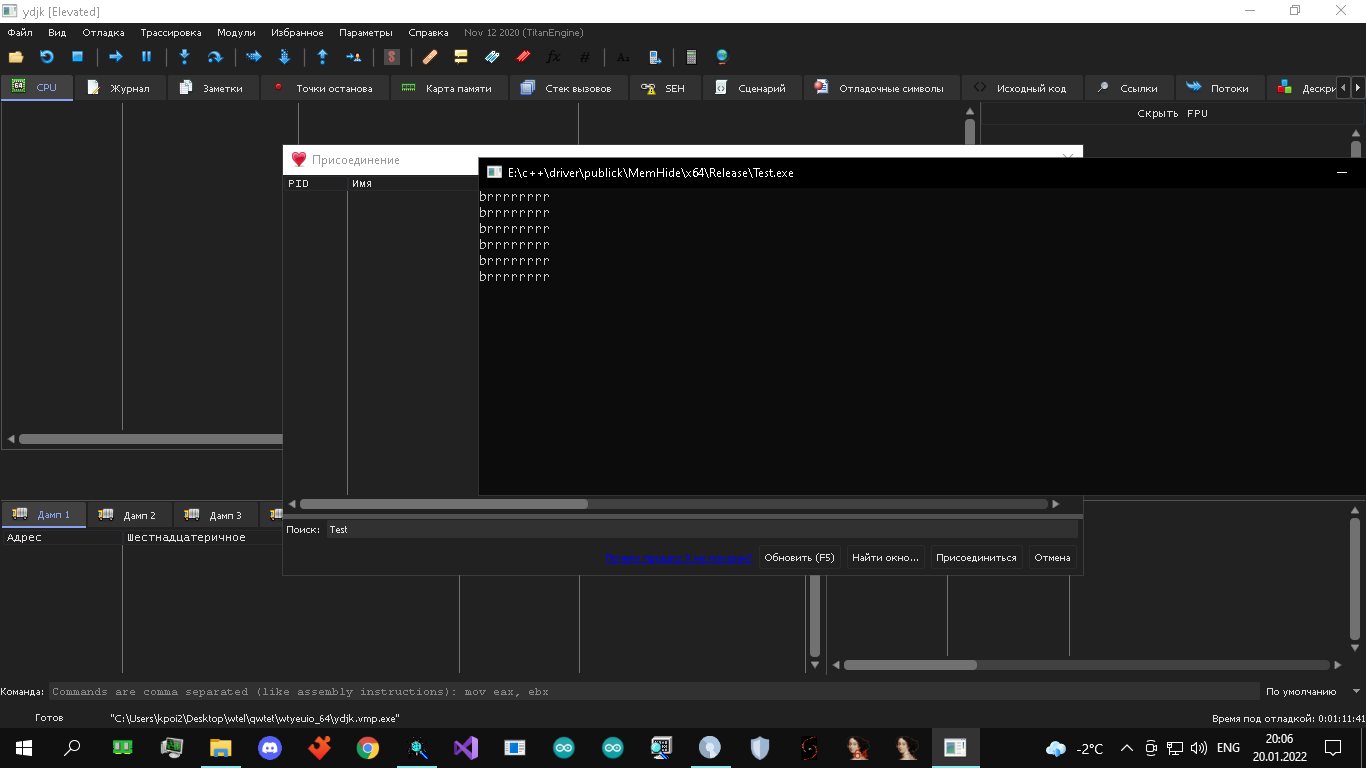 ydjk [Elevated]
Файл Вид Отладка Трассировка Модули Избранное Параметры Справка Nov 12 2020 (TitanEngine)
CPU Журнал Заметки Точки останова Карта памяти Стек вызовов SEH Сценарий Отладочные символы Исходный код Ссылки Потоки Дескри
Скрыть FPU
Присоединение
PID Имя
E:\c++\driver\publick\MemHide\x64\Release\Test.exe
brrrrrrrr
brrrrrrrr
brrrrrrrr
brrrrrrrr
brrrrrrrr
brrrrrrrr
Дамп 1 Дамп 2 Дамп 3
Адрес Шестнадцатеричное
Поиск: Test
Обновить (F5) Найти окно... Присоединиться Отмена
Команда: Commands are comma separated (like assembly instructions): mov eax, ebx По умолчанию
Готов "C:\Users\kpoi2\Desktop\wtel\qwtet\wtyeuio_64\ydjk.vmp.exe" Время под отладкой: 0:01:11:41
-2°C ENG 20:06
20.01.2022